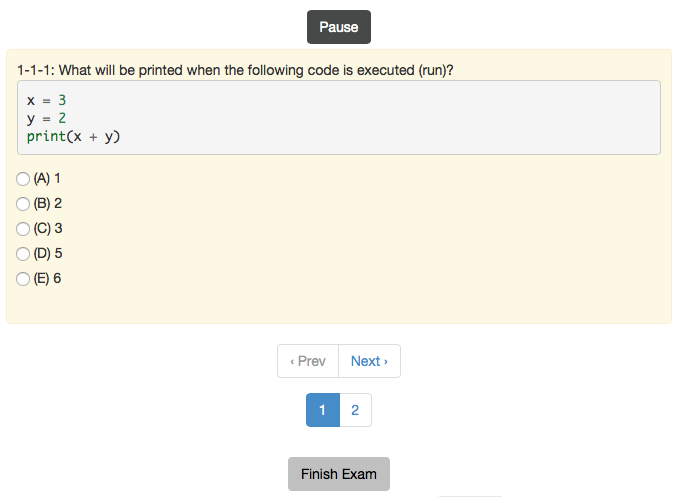 Pause
1-1-1: What will be printed when the following code is executed (run)?
x = 3
y = 2
print(x + y)
(A) 1
(B) 2
(C) 3
(D) 5
(E) 6
‹ Prev Next ›
1 2
Finish Exam